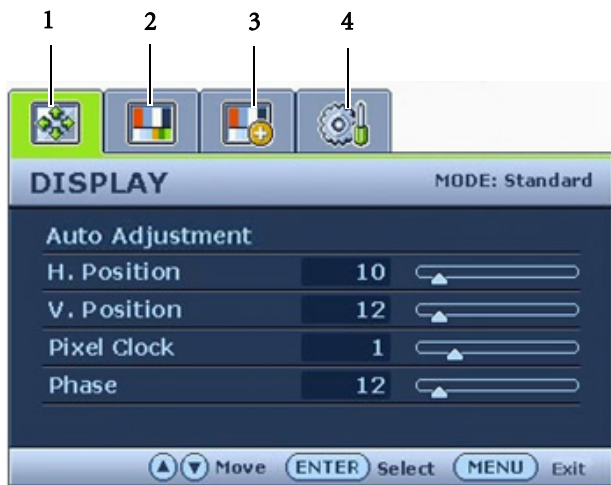 1 2 3 4
DISPLAY MODE: Standard
Auto Adjustment
H. Position 10
V. Position 12
Pixel Clock 1
Phase 12
Move ENTER Select MENU Exit